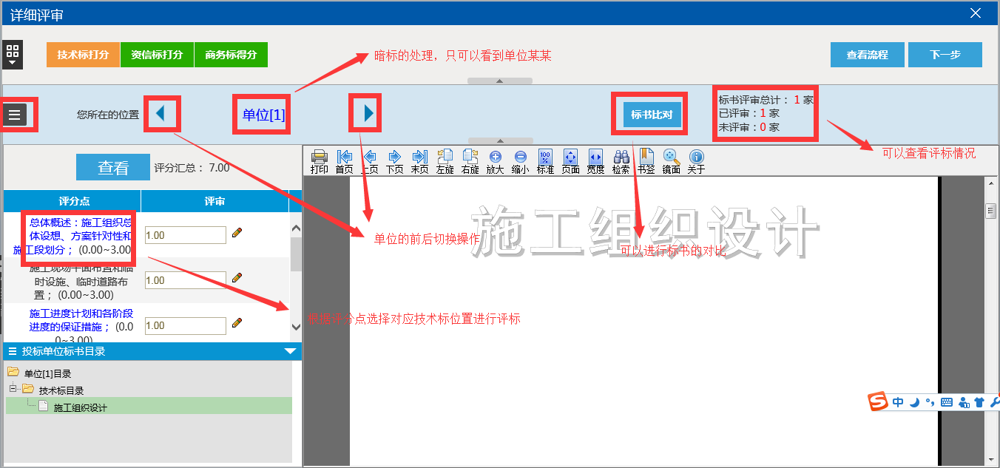 详细评审
技术标打分 资信标打分 商务标得分
暗标的处理，只可以看到单位某某
查看流程 下一步
您所在的位置
单位[1]
标书比对
标书评审总计： 1 家
已评审：1 家
未评审：0 家
可以查看评标情况
查看 评分汇总： 7.00
打印 首页 上页 下页 末页 左旋 右旋 放大 缩小 标准 页面 宽度 检索 书签 镜面 关于
100
%
评分点 评审
总体概述：施工组织总
体设想、方案针对性和
施工段划分； (0.00~3.00)
1.00
施工现场平面布置和临
时设施、临时道路布
置； (0.00~3.00)
1.00
施工进度计划和各阶段
进度的保证措施； (0.0
0~3.00)
1.00
施工组织设计
单位的前后切换操作
可以进行标书的对比
根据评分点选择对应技术标位置进行评标
投标单位标书目录
单位[1]目录
技术标目录
施工组织设计
中